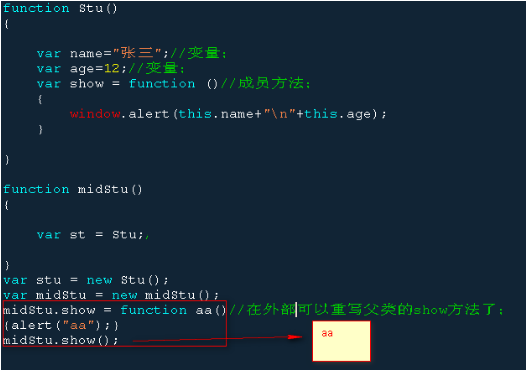 function Stu()
{
var name="张三";//变量;
var age=12;//变量;
var show = function ()//成员方法;
{
window.alert(this.name+"\n"+this.age);
}
}
function midStu()
{
var st = Stu;
}
var stu = new Stu();
var midStu = new midStu();
midStu.show = function aa()//在外部可以重写父类的show方法了;
{alert("aa");}
midStu.show();
aa